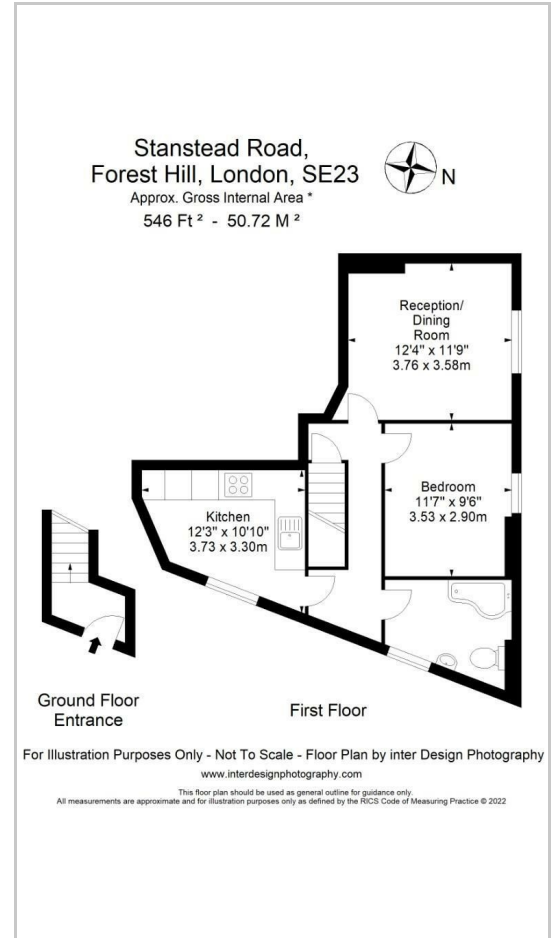 Stanstead Road,
Forest Hill, London, SE23
Approx. Gross Internal Area *
546 Ft ² - 50.72 M ²
N
Reception/
Dining
Room
12'4" x 11'9"
3.76 x 3.58m
Bedroom
11'7" x 9'6"
3.53 x 2.90m
Kitchen
12'3" x 10'10"
3.73 x 3.30m
Ground Floor
Entrance
First Floor
For Illustration Purposes Only - Not To Scale - Floor Plan by inter Design Photography
www.interdesignphotography.com
This floor plan should be used as general outline for guidance only.
All measurements are approximate and for illustration purposes only as defined by the RICS Code of Measuring Practice © 2022